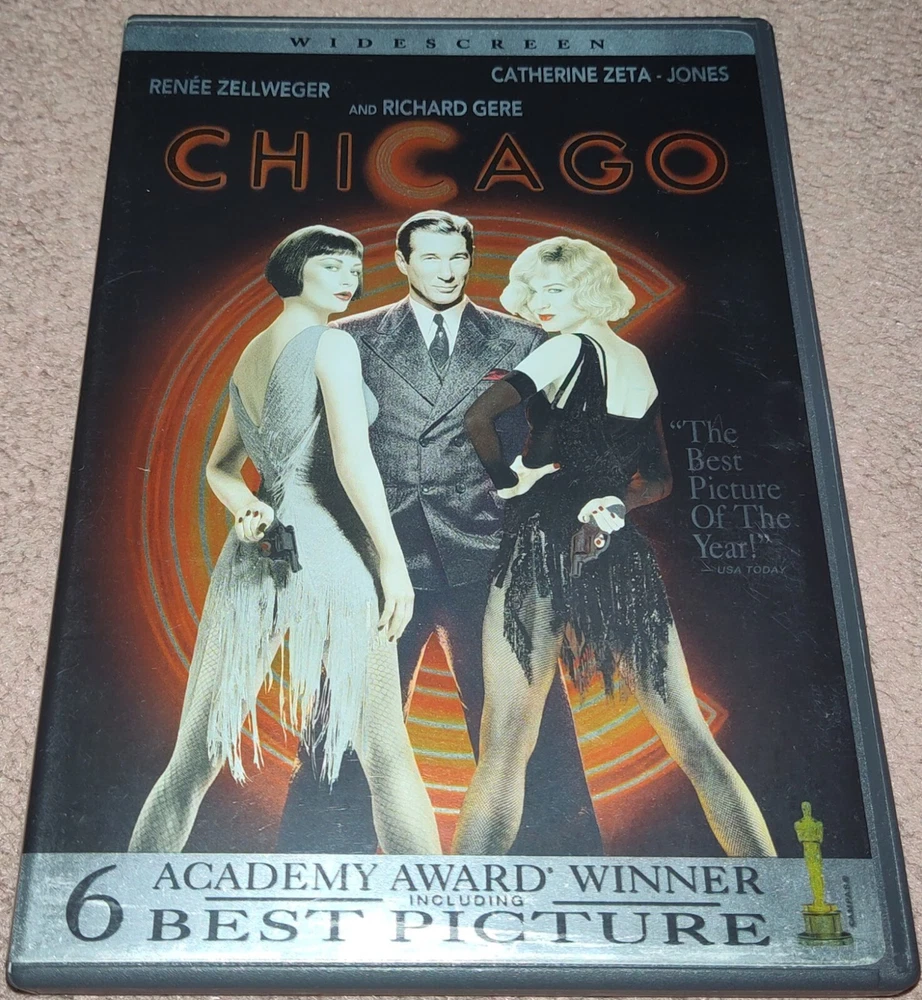 WIDESCREEN
RENÉE ZELLWEGER
CATHERINE ZETA-JONES
AND RICHARD GERE
CHICAGO
“The
Best
Picture
Of The
Year!”
—USA TODAY
6 ACADEMY AWARD® WINNER
INCLUDING
BEST PICTURE